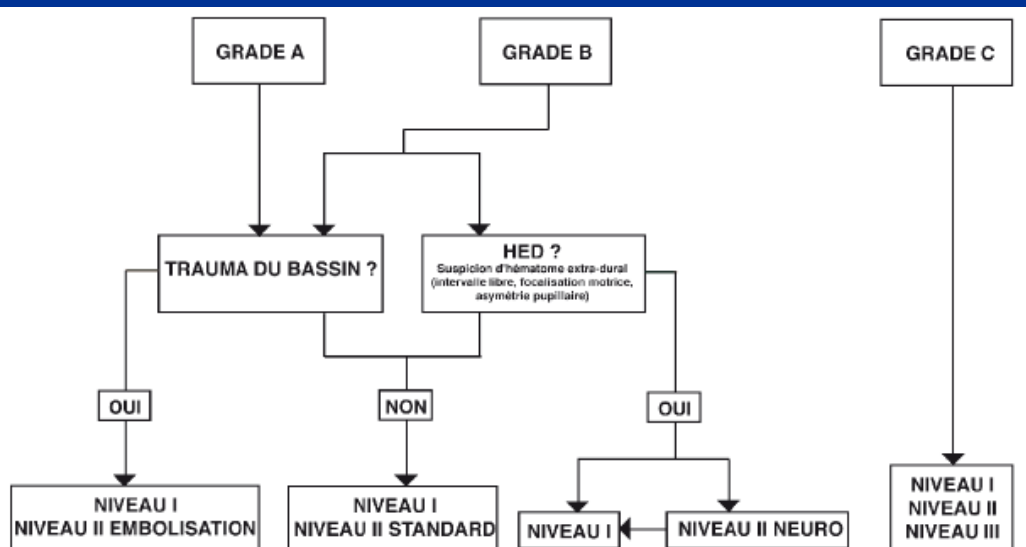 GRADE A
GRADE B
GRADE C
TRAUMA DU BASSIN ?
HED ?
Suspicion d'hématome extra-dural
(intervalle libre, focalisation motrice,
asymétrie pupillaire)
OUI
NON
OUI
NIVEAU I
NIVEAU II EMBOLISATION
NIVEAU I
NIVEAU II STANDARD
NIVEAU I
NIVEAU II NEURO
NIVEAU I
NIVEAU II
NIVEAU III